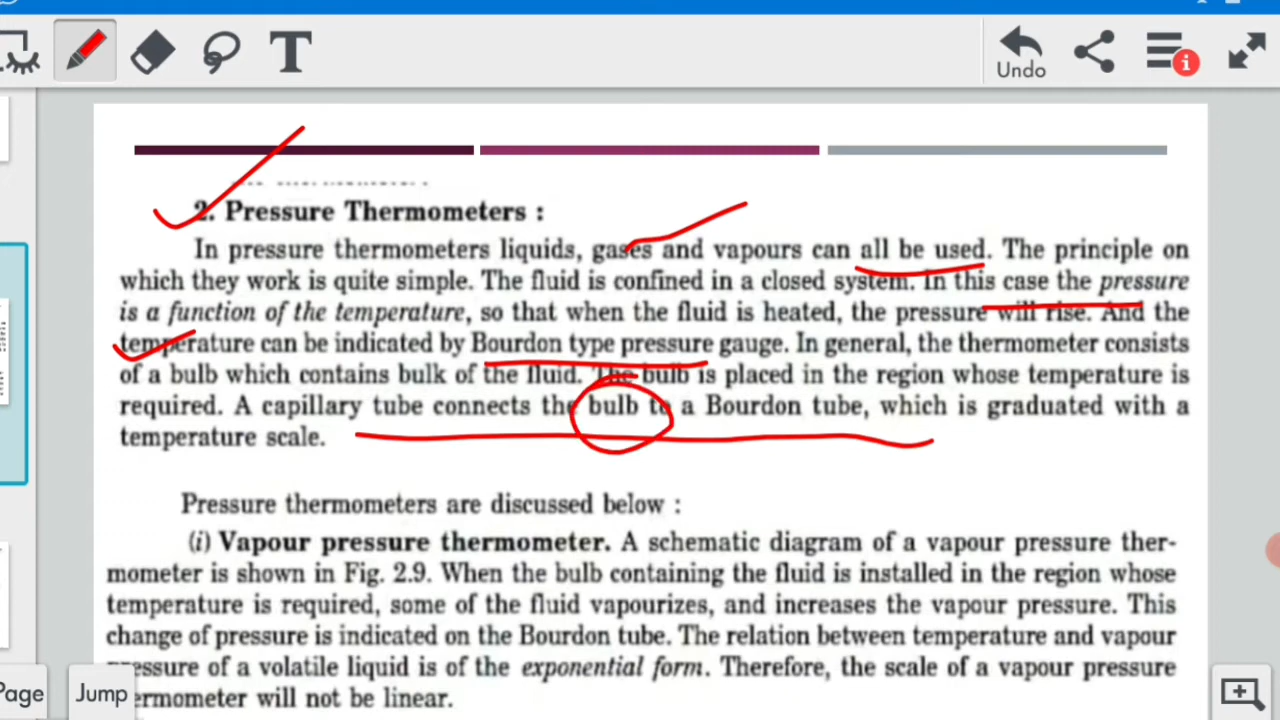 T
Undo
i
2. Pressure Thermometers :
In pressure thermometers liquids, gases and vapours can all be used. The principle on
which they work is quite simple. The fluid is confined in a closed system. In this case the pressure
is a function of the temperature, so that when the fluid is heated, the pressure will rise. And the
temperature can be indicated by Bourdon type pressure gauge. In general, the thermometer consists
of a bulb which contains bulk of the fluid. The bulb is placed in the region whose temperature is
required. A capillary tube connects the bulb to a Bourdon tube, which is graduated with a
temperature scale.
Pressure thermometers are discussed below :
(i) Vapour pressure thermometer. A schematic diagram of a vapour pressure ther-
mometer is shown in Fig. 2.9. When the bulb containing the fluid is installed in the region whose
temperature is required, some of the fluid vapourizes, and increases the vapour pressure. This
change of pressure is indicated on the Bourdon tube. The relation between temperature and vapour
pressure of a volatile liquid is of the exponential form. Therefore, the scale of a vapour pressure
ermometer will not be linear.
Page
Jump